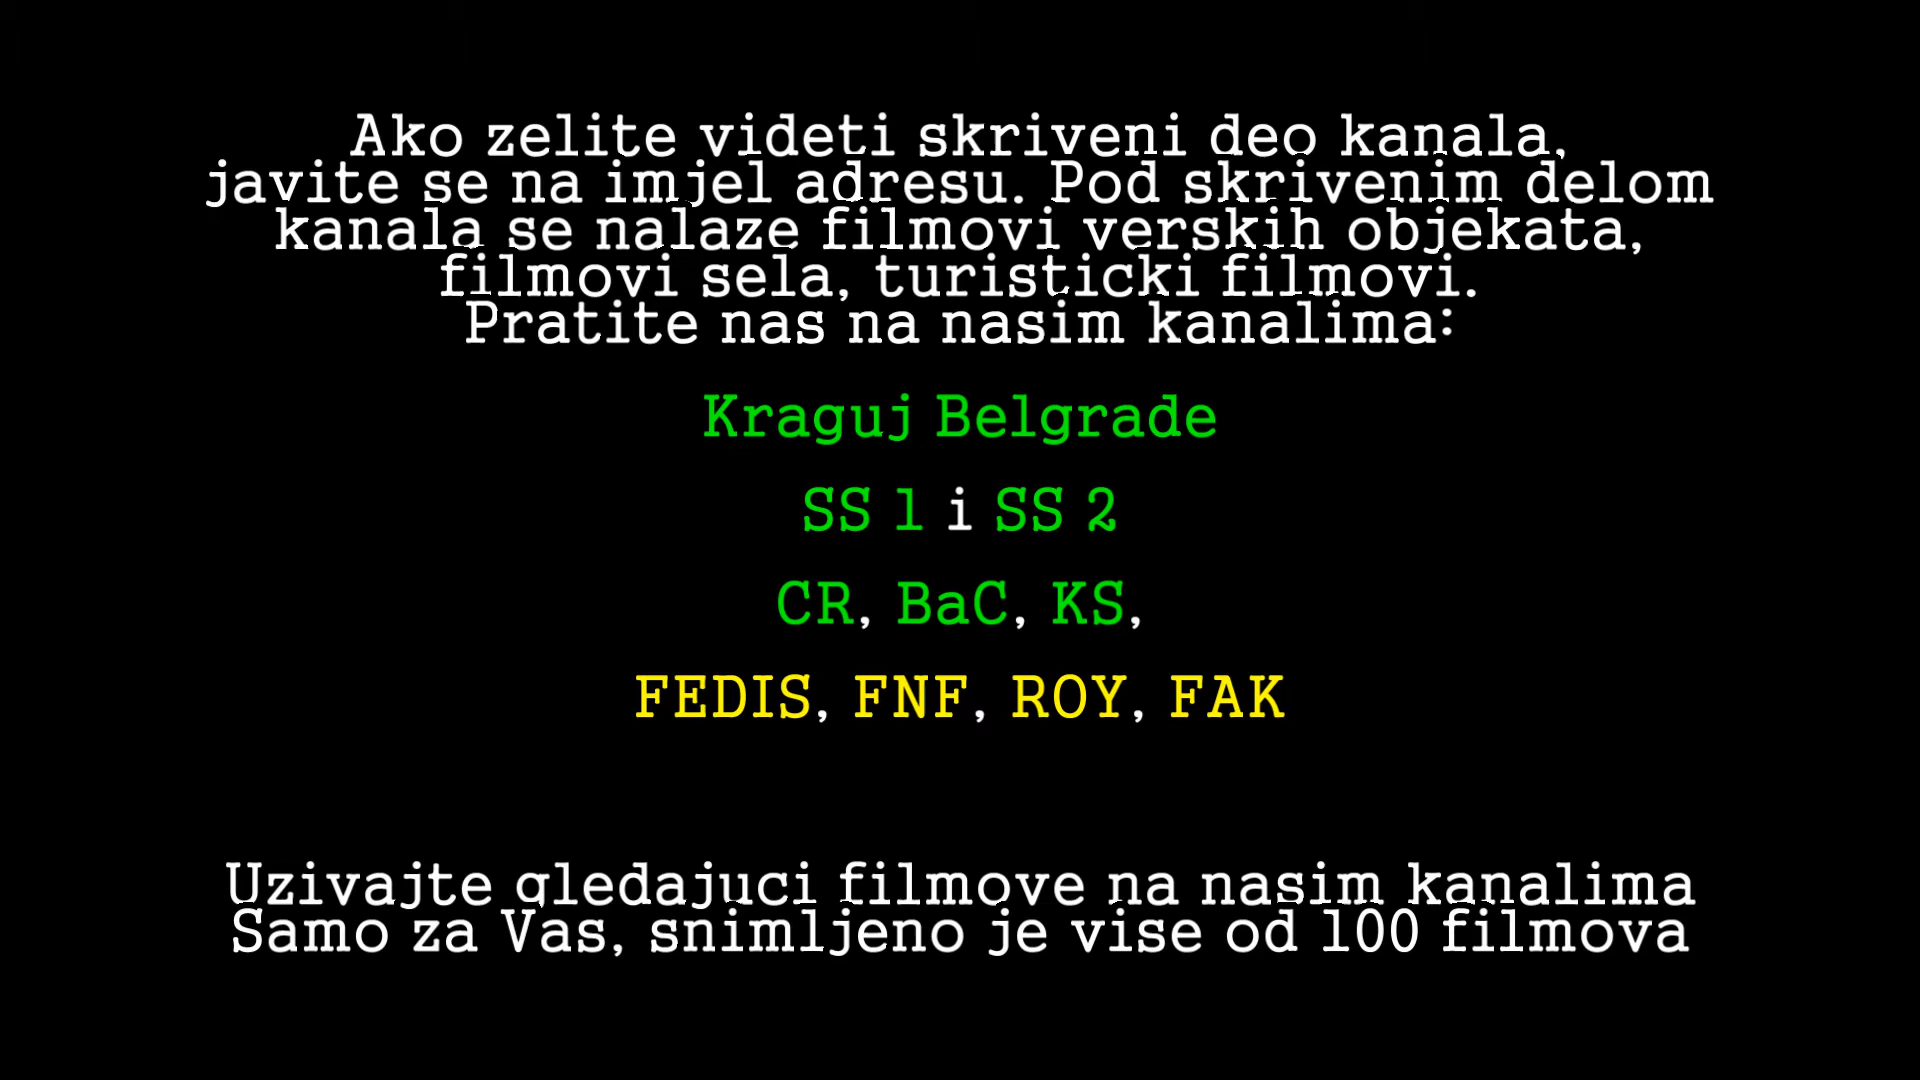 Ako zelite videti skriveni deo kanala,
javite se na imjel adresu. Pod skrivenim delom
kanala se nalaze filmovi verskih objekata,
filmovi sela, turisticki filmovi.
Pratite nas na nasim kanalima:
Kraguj Belgrade
SS 1 i SS 2
CR, BaC, KS,
FEDIS, FNF, ROY, FAK
Uzivajte gledajuci filmove na nasim kanalima
Samo za Vas, snimljeno je vise od 100 filmova